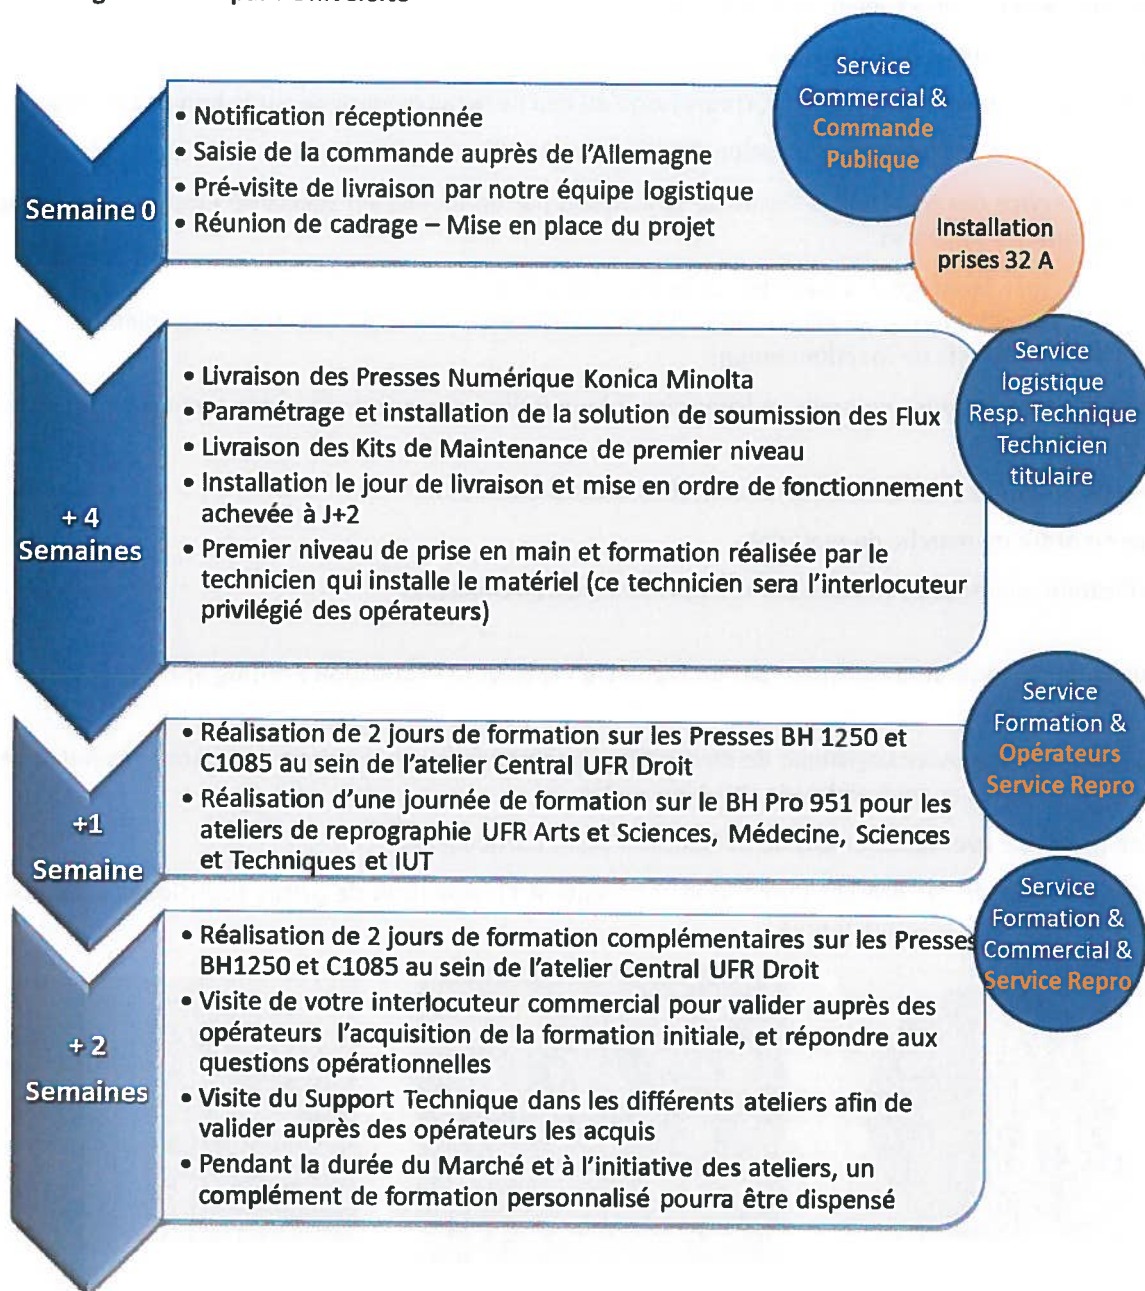 Semaine 0
• Notification réceptionnée
• Saisie de la commande auprès de l'Allemagne
• Pré-visite de livraison par notre équipe logistique
• Réunion de cadrage – Mise en place du projet
Service
Commercial &
Commande
Publique
Installation
prises 32 A
+ 4
Semaines
• Livraison des Presses Numérique Konica Minolta
• Paramétrage et installation de la solution de soumission des Flux
• Livraison des Kits de Maintenance de premier niveau
• Installation le jour de livraison et mise en ordre de fonctionnement
achevée à J+2
• Premier niveau de prise en main et formation réalisée par le
technicien qui installe le matériel (ce technicien sera l'interlocuteur
privilégié des opérateurs)
Service
logistique
Resp. Technique
Technicien
titulaire
+1
Semaine
• Réalisation de 2 jours de formation sur les Presses BH 1250 et
C1085 au sein de l'atelier Central UFR Droit
• Réalisation d'une journée de formation sur le BH Pro 951 pour les
ateliers de reprographie UFR Arts et Sciences, Médecine, Sciences
et Techniques et IUT
Service
Formation &
Opérateurs
Service Repro
+ 2
Semaines
• Réalisation de 2 jours de formation complémentaires sur les Presses
BH1250 et C1085 au sein de l'atelier Central UFR Droit
• Visite de votre interlocuteur commercial pour valider auprès des
opérateurs l'acquisition de la formation initiale, et répondre aux
questions opérationnelles
• Visite du Support Technique dans les différents ateliers afin de
valider auprès des opérateurs les acquis
• Pendant la durée du Marché et à l'initiative des ateliers, un
complément de formation personnalisé pourra être dispensé
Service
Formation &
Commercial &
Service Repro